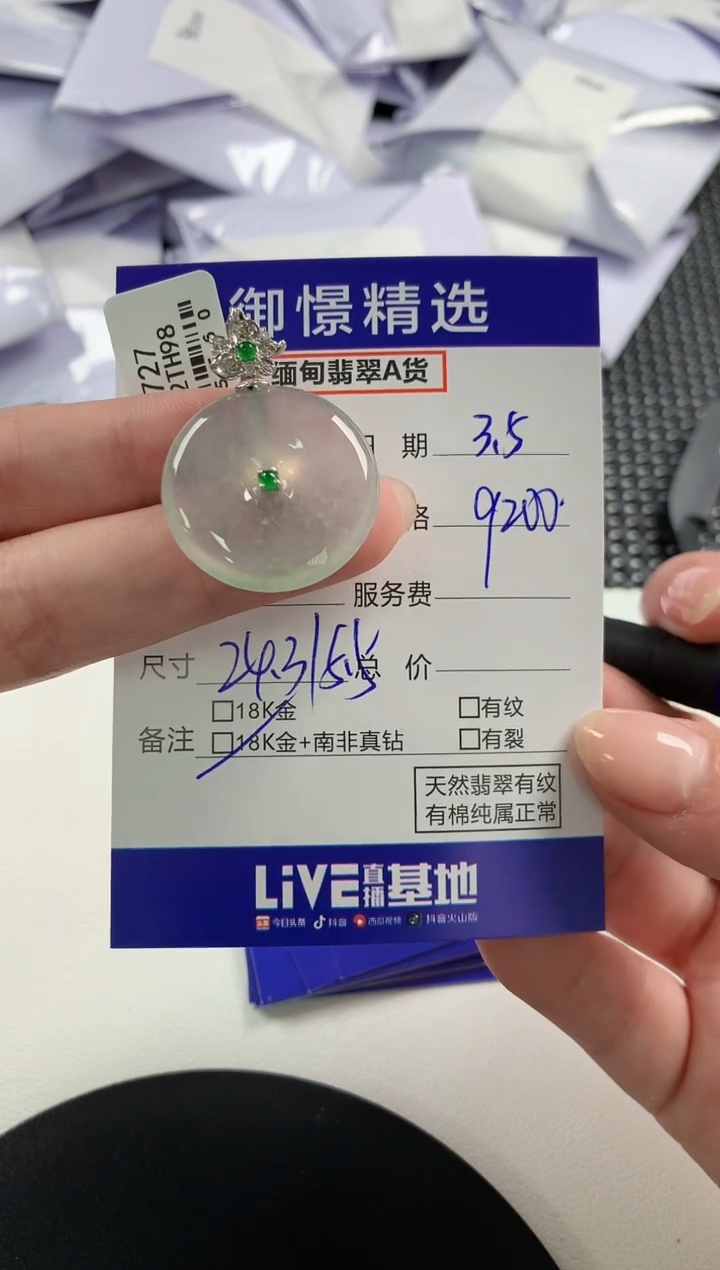 御憬精选
727
2TH98
缅甸翡翠A货
期 3.5
格 9200
服务费
尺寸 24.3/5.5 总 价
□18K金 □有纹
备注 □18K金+南非真钻 □有裂
天然翡翠有纹
有棉纯属正常
LiVE直播基地
今日头条 抖音 西瓜视频 抖音火山版